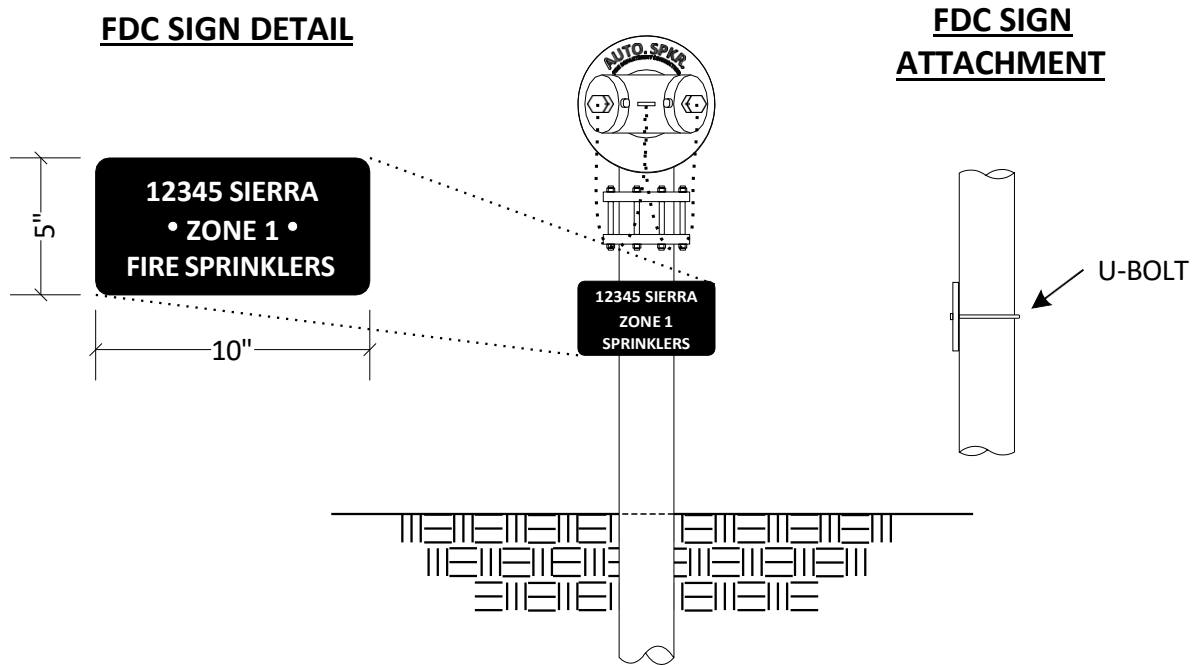 FDC SIGN DETAIL
FDC SIGN
ATTACHMENT
AUTO. SPKR.
12345 SIERRA
• ZONE 1 •
FIRE SPRINKLERS
5"
10"
12345 SIERRA
ZONE 1
SPRINKLERS
U-BOLT